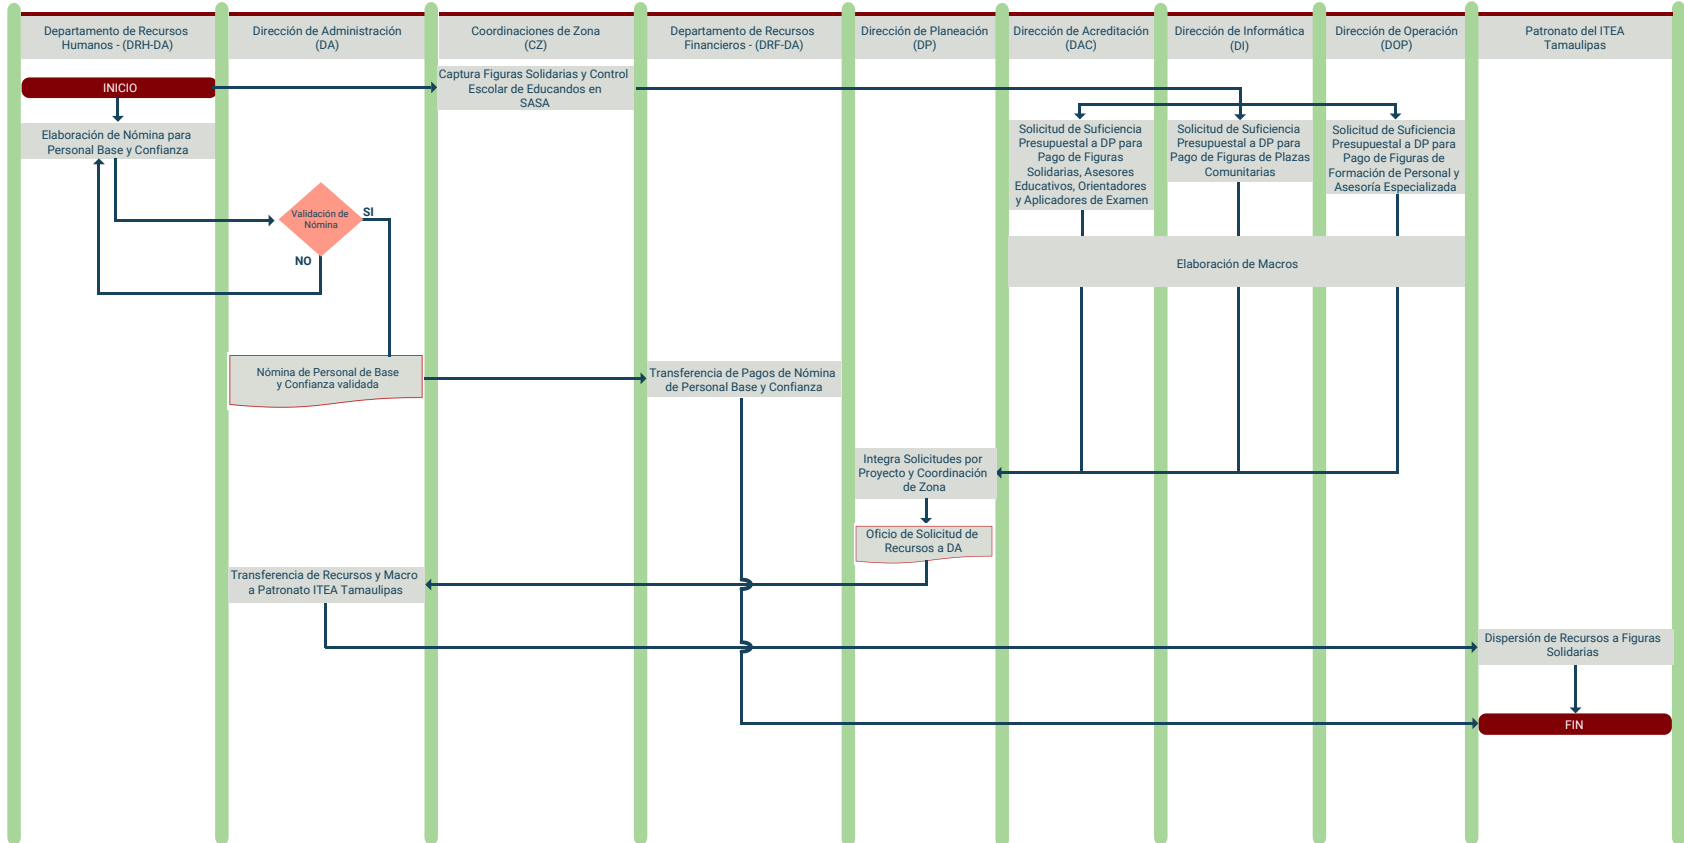 Departamento de Recursos
Humanos - (DRH-DA)
Dirección de Administración
(DA)
Coordinaciones de Zona
(CZ)
Departamento de Recursos
Financieros - (DRF-DA)
Dirección de Planeación
(DP)
Dirección de Acreditación
(DAC)
Dirección de Informática
(DI)
Dirección de Operación
(DOP)
Patronato del ITEA
Tamaulipas
INICIO
Captura Figuras Solidarias y Control
Escolar de Educandos en
SASA
Elaboración de Nómina para
Personal Base y Confianza
Solicitud de Suficiencia
Presupuestal a DP para
Pago de Figuras
Solidarias, Asesores
Educativos, Orientadores
y Aplicadores de Examen
Solicitud de Suficiencia
Presupuestal a DP para
Pago de Figuras de Plazas
Comunitarias
Solicitud de Suficiencia
Presupuestal a DP para
Pago de Figuras de
Formación de Personal y
Asesoría Especializada
Validación de
Nómina
SI
NO
Elaboración de Macros
Nómina de Personal de Base
y Confianza validada
Transferencia de Pagos de Nómina
de Personal Base y Confianza
Integra Solicitudes por
Proyecto y Coordinación
de Zona
Oficio de Solicitud de
Recursos a DA
Transferencia de Recursos y Macro
a Patronato ITEA Tamaulipas
Dispersión de Recursos a Figuras
Solidarias
FIN